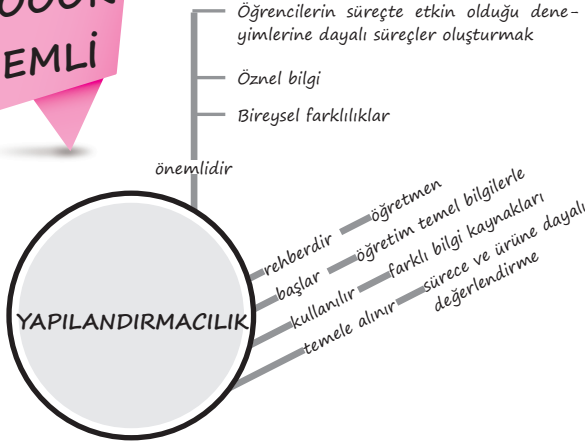 EMLİ
Öğrencilerin süreçte etkin olduğu dene-
yimlerine dayalı süreçler oluşturmak
Öznel bilgi
Bireysel farklılıklar
önemlidir
YAPILANDIRMACILIK
rehberdir öğretmen
başlar öğretim temel bilgilerle
kullanılır farklı bilgi kaynakları
temele alınır sürece ve ürüne dayalı
değerlendirme